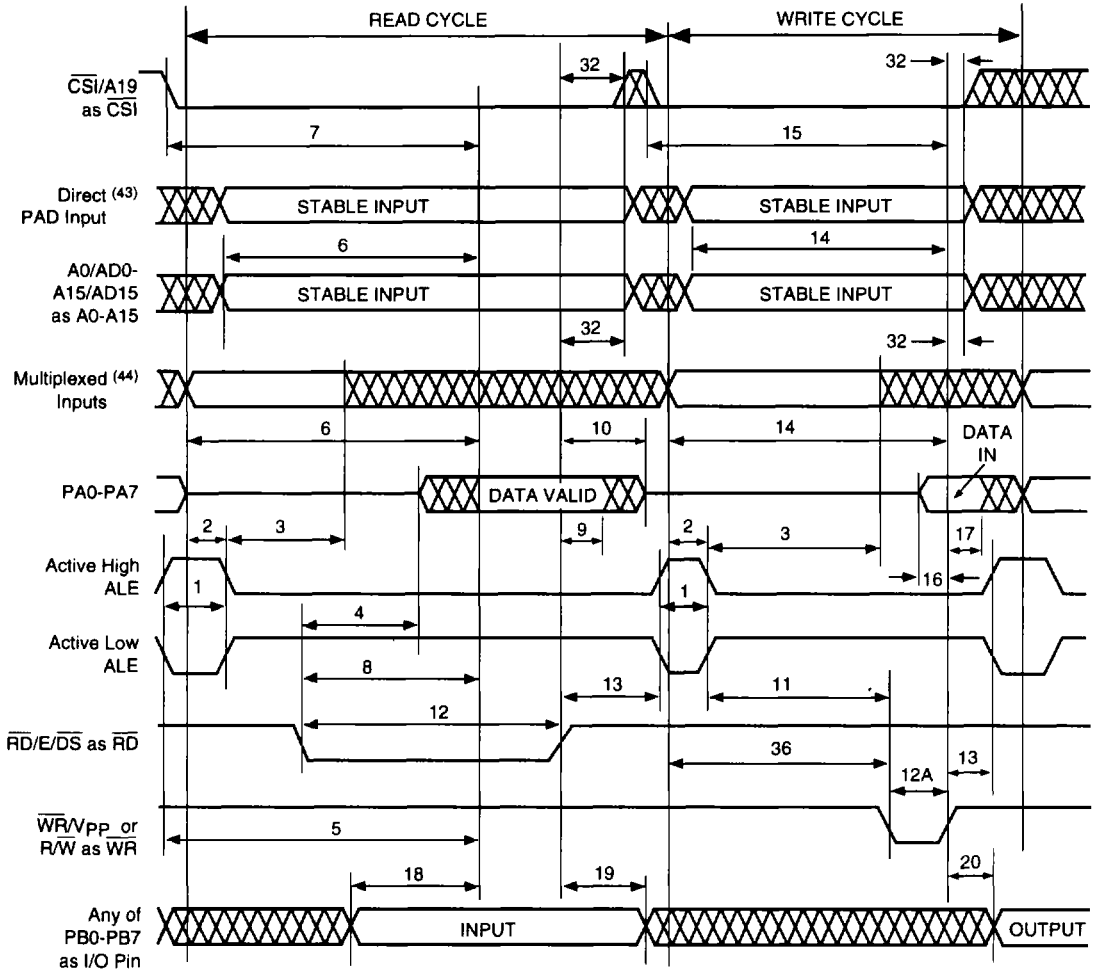 READ CYCLE
WRITE CYCLE
32
32
CSI/A19
as CSI
7
15
Direct (43)
PAD Input
STABLE INPUT
STABLE INPUT
6
14
A0/AD0-
A15/AD15
as A0-A15
STABLE INPUT
STABLE INPUT
32
32
Multiplexed (44)
Inputs
6
10
14
DATA
IN
PA0-PA7
DATA VALID
2
3
9
2
3
17
Active High
ALE
1
1
16
4
Active Low
ALE
8
13
11
12
RD/E/DS as RD
36
12A
13
WR/VPP or
R/W as WR
5
18
19
20
Any of
PB0-PB7
as I/O Pin
INPUT
OUTPUT